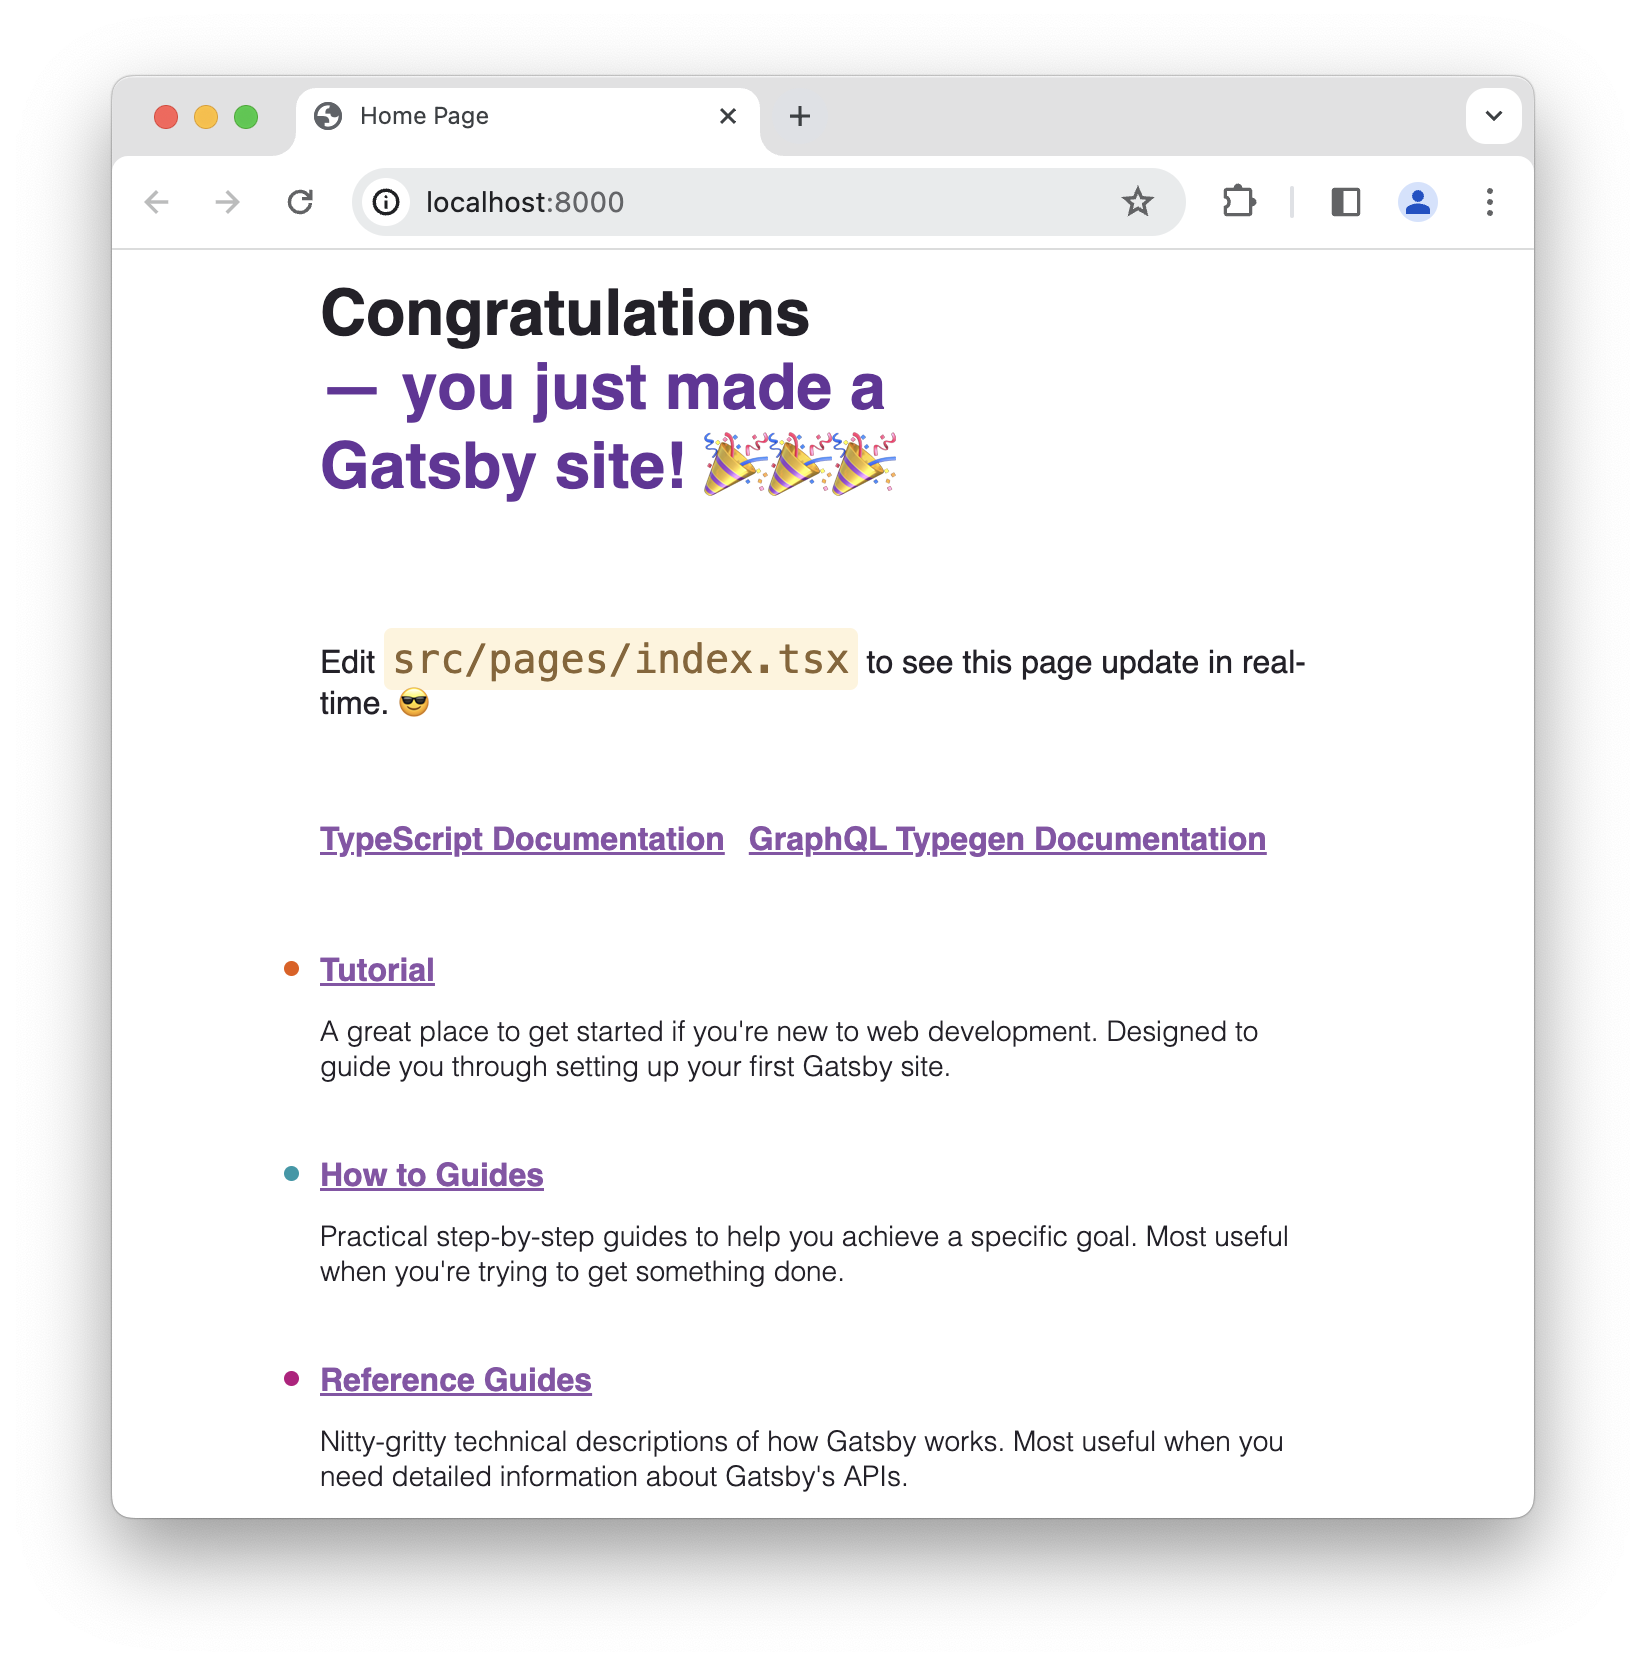 Home Page
localhost:8000
Congratulations
— you just made a
Gatsby site! 🎉🎉🎉
Edit src/pages/index.tsx to see this page update in real-
time. 😎
TypeScript Documentation GraphQL Typegen Documentation
Tutorial
A great place to get started if you're new to web development. Designed to
guide you through setting up your first Gatsby site.
How to Guides
Practical step-by-step guides to help you achieve a specific goal. Most useful
when you're trying to get something done.
Reference Guides
Nitty-gritty technical descriptions of how Gatsby works. Most useful when you
need detailed information about Gatsby's APIs.